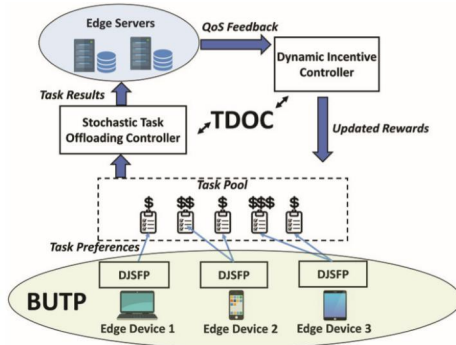 Edge Servers
QoS Feedback
Dynamic Incentive
Controller
Task Results
Stochastic Task
Offloading Controller
TDOC
Updated Rewards
Task Pool
$ $$ $ $$$ $
Task Preferences
DJSFP DJSFP DJSFP
BUTP
Edge Device 1 Edge Device 2 Edge Device 3